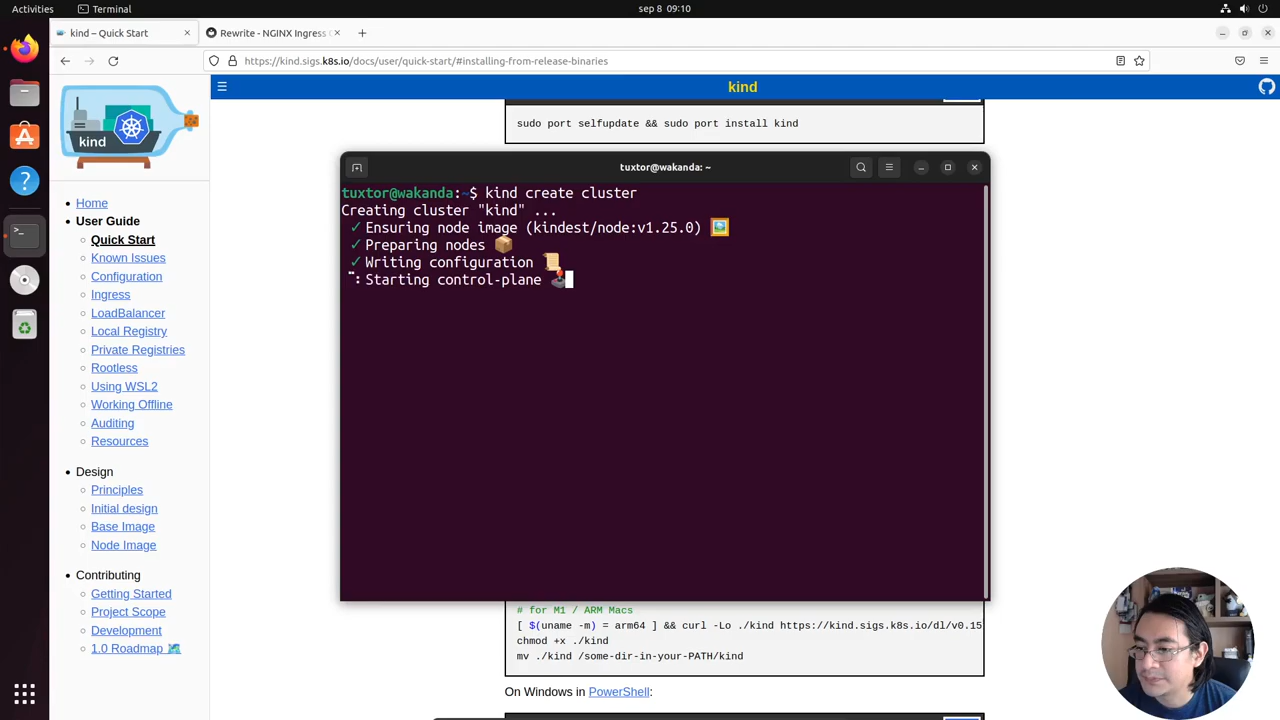 Activities
Terminal
sep 8 09:10
kind – Quick Start
Rewrite - NGINX Ingress C
https://kind.sigs.k8s.io/docs/user/quick-start/#installing-from-release-binaries
kind
kind
sudo port selfupdate && sudo port install kind
tuxtor@wakanda: ~
tuxtor@wakanda:~$ kind create cluster
Creating cluster "kind" ...
✓ Ensuring node image (kindest/node:v1.25.0) 🖼
✓ Preparing nodes 📦
✓ Writing configuration 📜
Starting control-plane 🕹
Home
User Guide
Quick Start
Known Issues
Configuration
Ingress
LoadBalancer
Local Registry
Private Registries
Rootless
Using WSL2
Working Offline
Auditing
Resources
Design
Principles
Initial design
Base Image
Node Image
Contributing
Getting Started
Project Scope
Development
1.0 Roadmap 🗺
# for M1 / ARM Macs
[ $(uname -m) = arm64 ] && curl -Lo ./kind https://kind.sigs.k8s.io/dl/v0.15
chmod +x ./kind
mv ./kind /some-dir-in-your-PATH/kind
On Windows in PowerShell: